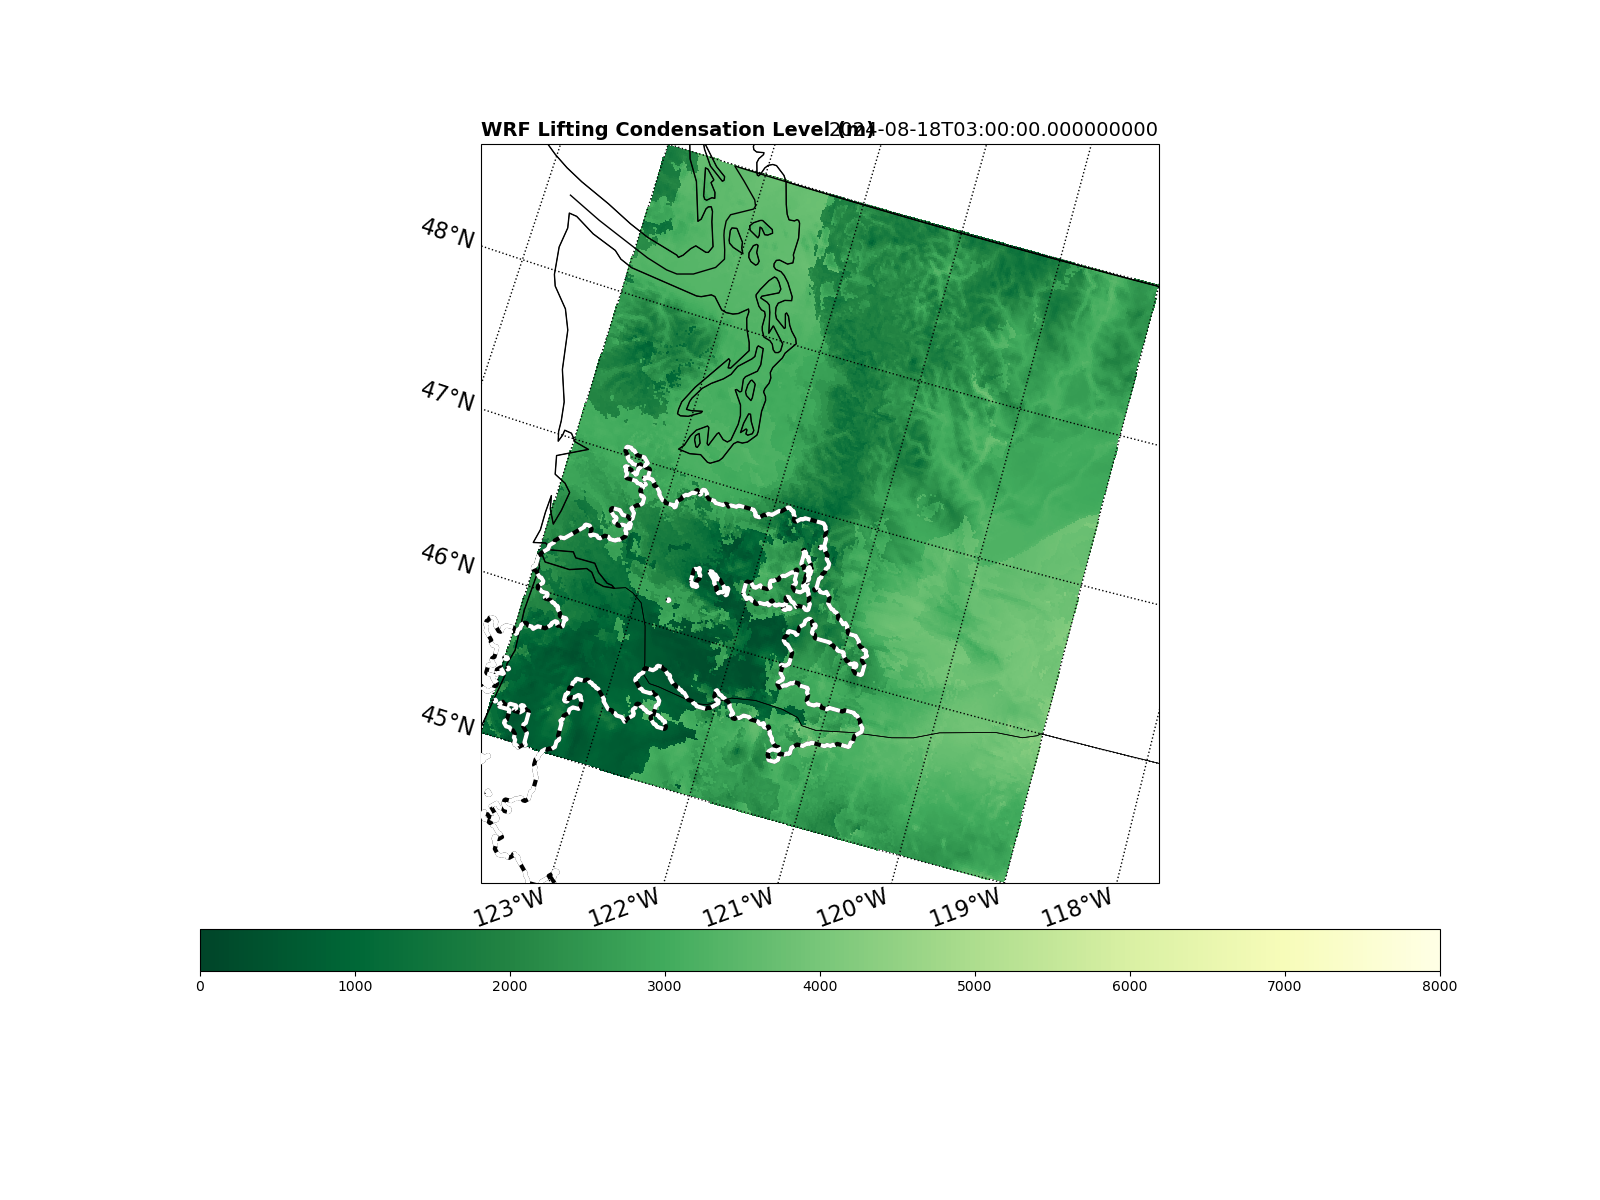 WRF Lifting Condensation Level (m) 2024-08-18T03:00:00.000000000
48°N
47°N
46°N
45°N
123°W 122°W 121°W 120°W 119°W 118°W
0 1000 2000 3000 4000 5000 6000 7000 8000